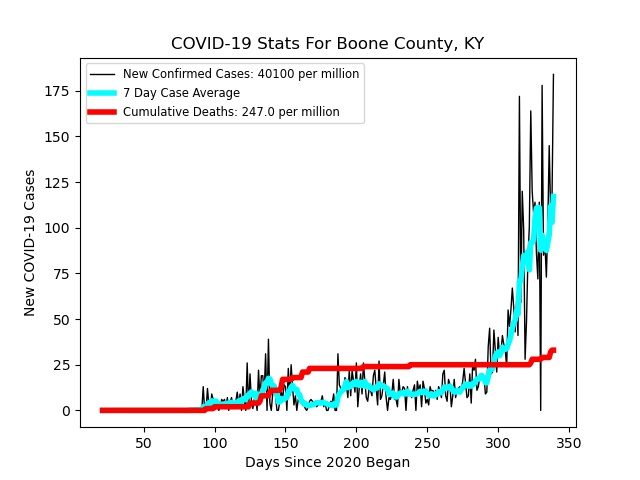 COVID-19 Stats For Boone County, KY
New Confirmed Cases: 40100 per million
7 Day Case Average
Cumulative Deaths: 247.0 per million
New COVID-19 Cases
175
150
125
100
75
50
25
0
50
100
150
200
250
300
350
Days Since 2020 Began